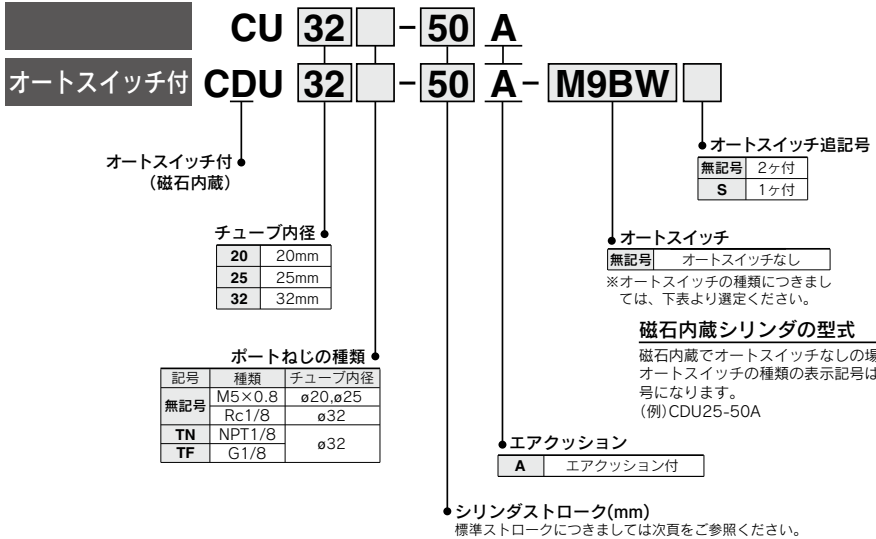 CU 32 - 50 A
オートスイッチ付 CDU 32 - 50 A - M9BW
オートスイッチ付
(磁石内蔵)
オートスイッチ追記号
無記号 2ヶ付
S 1ヶ付
チューブ内径
20 20mm
25 25mm
32 32mm
オートスイッチ
無記号 オートスイッチなし
※オートスイッチの種類につきまし
ては、下表より選定ください。
磁石内蔵シリンダの型式
磁石内蔵でオートスイッチなしの場
オートスイッチの種類の表示記号は
号になります。
(例)CDU25-50A
ポートねじの種類
記号 種類 チューブ内径
無記号 M5×0.8 ø20,ø25
Rc1/8 ø32
TN NPT1/8 ø32
TF G1/8
エアクッション
A エアクッション付
シリンダストローク(mm)
標準ストロークにつきましては次頁をご参照ください。